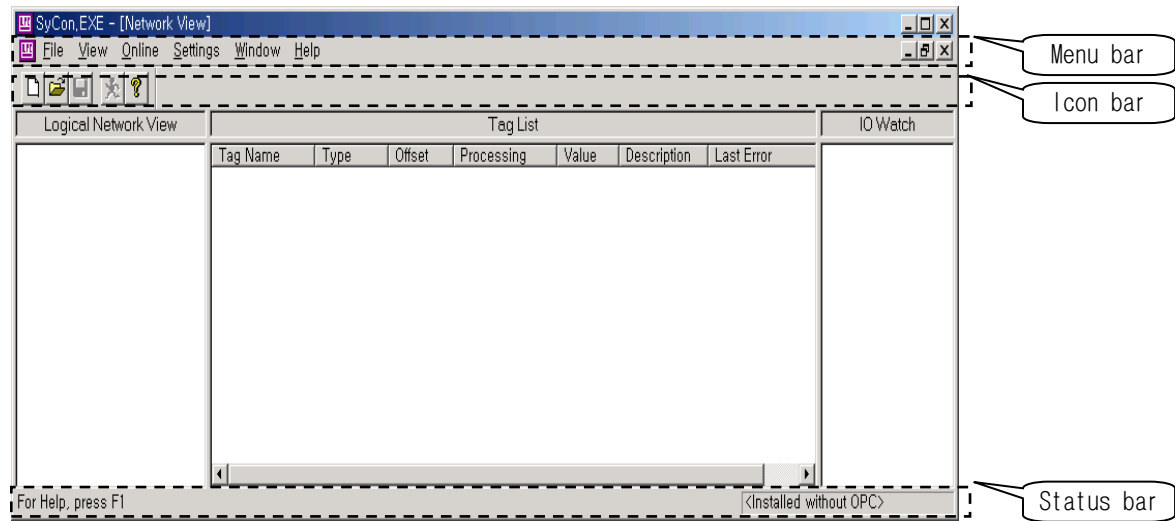 SyCon.EXE - [Network View]
File View Online Settings Window Help
Menu bar
Icon bar
Logical Network View Tag List IO Watch
Tag Name Type Offset Processing Value Description Last Error
For Help, press F1 <Installed without OPC>
Status bar